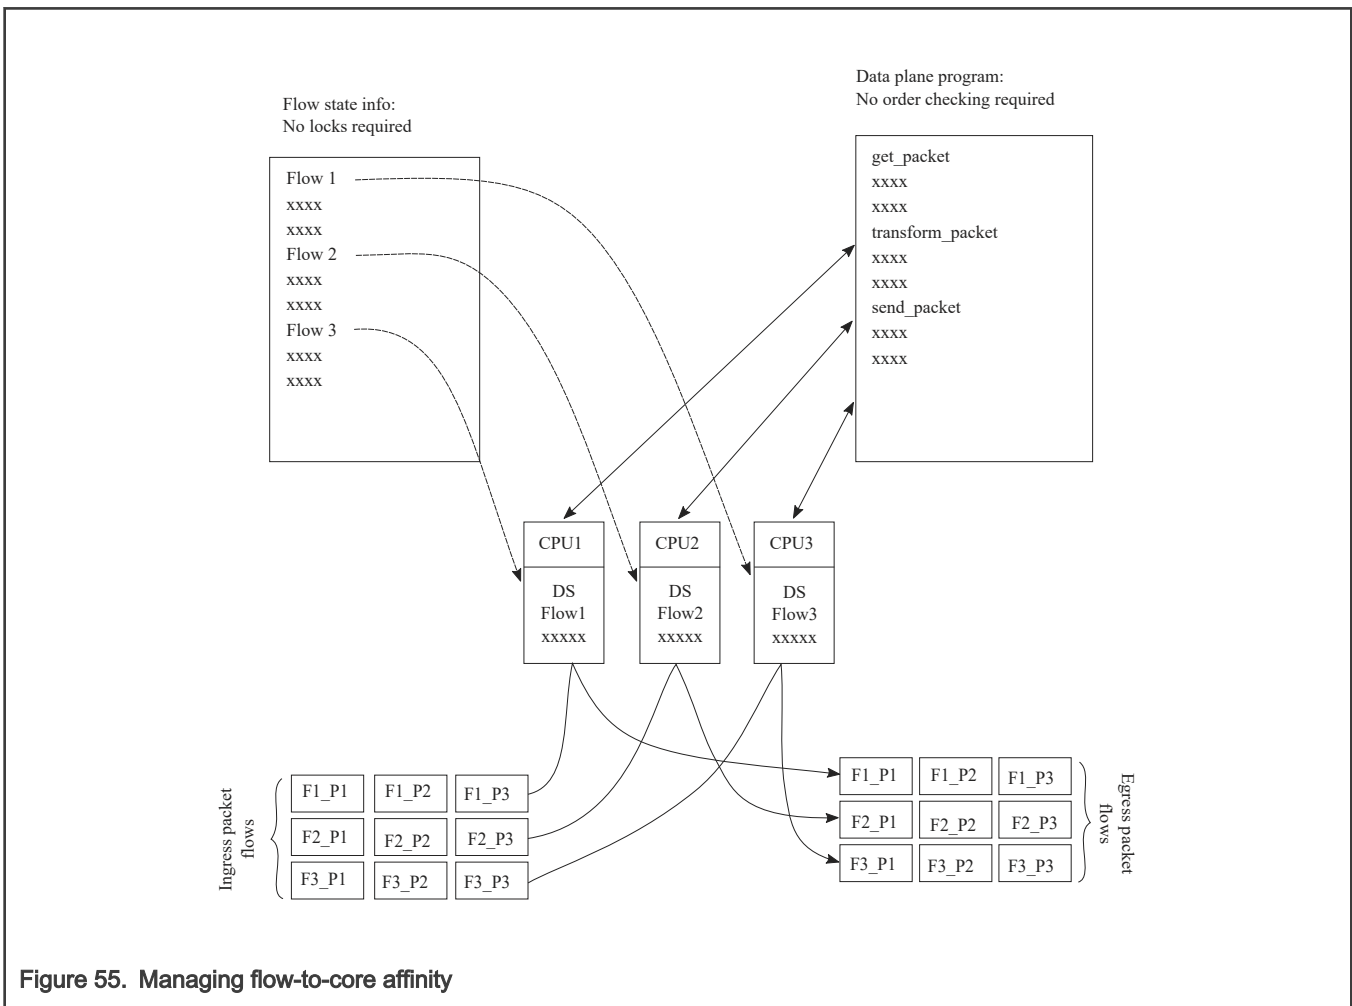 Flow state info:
No locks required
Flow 1
xxxx
xxxx
Flow 2
xxxx
xxxx
Flow 3
xxxx
xxxx
Data plane program:
No order checking required
get_packet
xxxx
xxxx
transform_packet
xxxx
xxxx
send_packet
xxxx
xxxx
CPU1
DS
Flow1
xxxxx
CPU2
DS
Flow2
xxxxx
CPU3
DS
Flow3
xxxxx
Ingress packet
flows
F1_P1 F1_P2 F1_P3
F2_P1 F2_P2 F2_P3
F3_P1 F3_P2 F3_P3
F1_P1 F1_P2 F1_P3
F2_P1 F2_P2 F2_P3
F3_P1 F3_P2 F3_P3
Egress packet
flows
Figure 55. Managing flow-to-core affinity